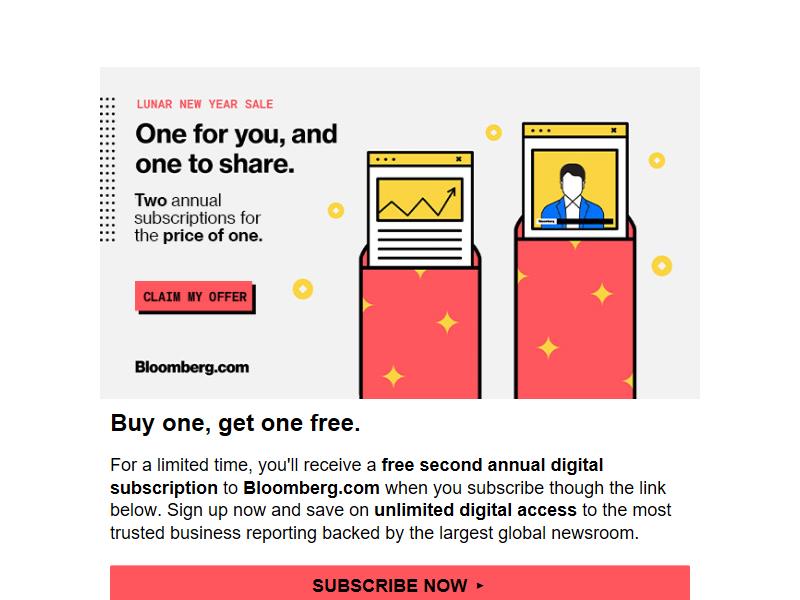 LUNAR NEW YEAR SALE
One for you, and
one to share.
Two annual
subscriptions for
the price of one.
CLAIM MY OFFER
Bloomberg.com
Buy one, get one free.
For a limited time, you'll receive a free second annual digital
subscription to Bloomberg.com when you subscribe though the link
below. Sign up now and save on unlimited digital access to the most
trusted business reporting backed by the largest global newsroom.
SUBSCRIBE NOW ▸